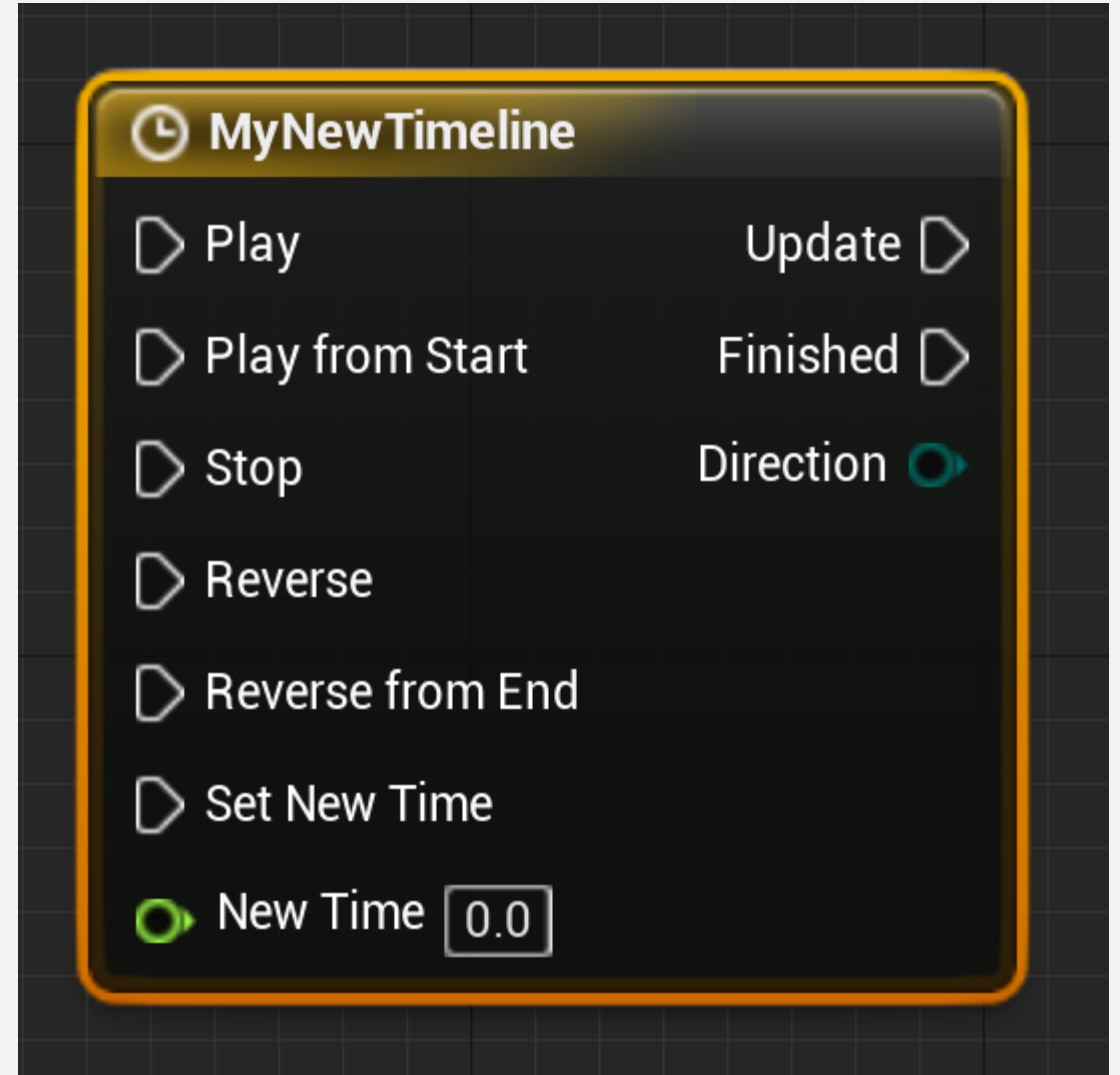 MyNewTimeline
Play Update
Play from Start Finished
Stop Direction
Reverse
Reverse from End
Set New Time
New Time 0.0